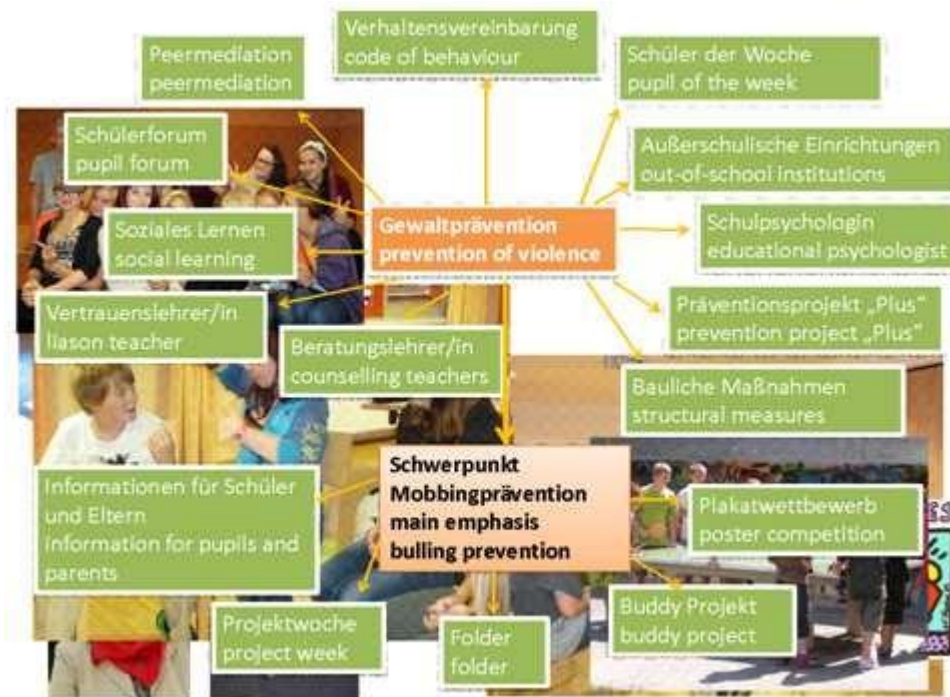 Verhaltensvereinbarung
code of behaviour
Peermediation
peermediation
Schüler der Woche
pupil of the week
Schülerforum
pupil forum
Außerschulische Einrichtungen
out-of-school institutions
Gewaltprävention
prevention of violence
Soziales Lernen
social learning
Schulpsychologin
educational psychologist
Vertrauenslehrer/in
liason teacher
Präventionsprojekt „Plus"
prevention project „Plus"
Beratungslehrer/in
counselling teachers
Bauliche Maßnahmen
structural measures
Schwerpunkt
Mobbingprävention
main emphasis
bulling prevention
Informationen für Schüler
und Eltern
information for pupils and
parents
Plakatwettbewerb
poster competition
Buddy Projekt
buddy project
Projektwoche
project week
Folder
folder